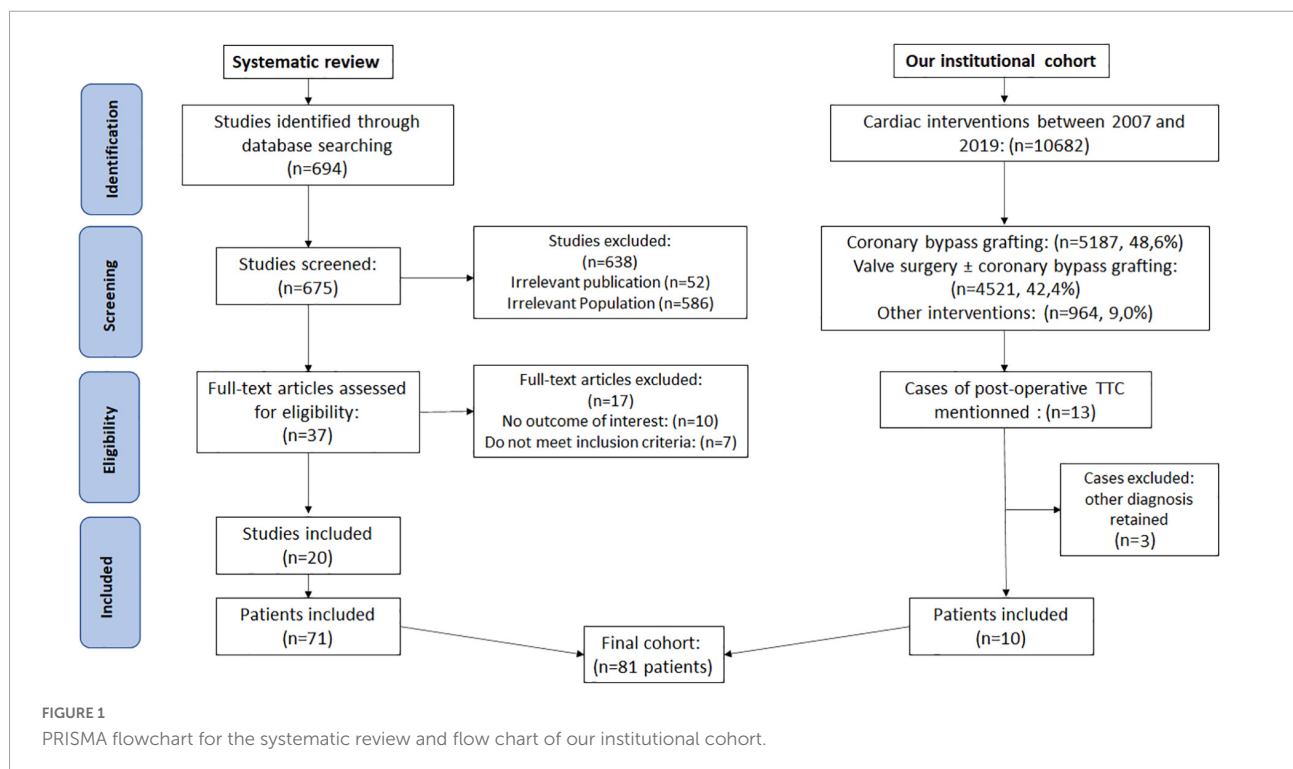 Systematic review
Our institutional cohort
Identification
Studies identified through
database searching
(n=694)
Cardiac interventions between 2007 and
2019: (n=10682)
Screening
Studies screened:
(n=675)
Studies excluded:
(n=638)
Irrelevant publication (n=52)
Irrelevant Population (n=586)
Coronary bypass grafting: (n=5187, 48,6%)
Valve surgery ± coronary bypass grafting:
(n=4521, 42,4%)
Other interventions: (n=964, 9,0%)
Eligibility
Full-text articles assessed
for eligibility:
(n=37)
Full-text articles excluded:
(n=17)
No outcome of interest: (n=10)
Do not meet inclusion criteria: (n=7)
Cases of post-operative TTC
mentionned : (n=13)
Cases excluded:
other diagnosis
retained
(n=3)
Included
Studies included
(n=20)
Patients included
(n=71)
Final cohort:
(n=81 patients)
Patients included
(n=10)
FIGURE 1
PRISMA flowchart for the systematic review and flow chart of our institutional cohort.